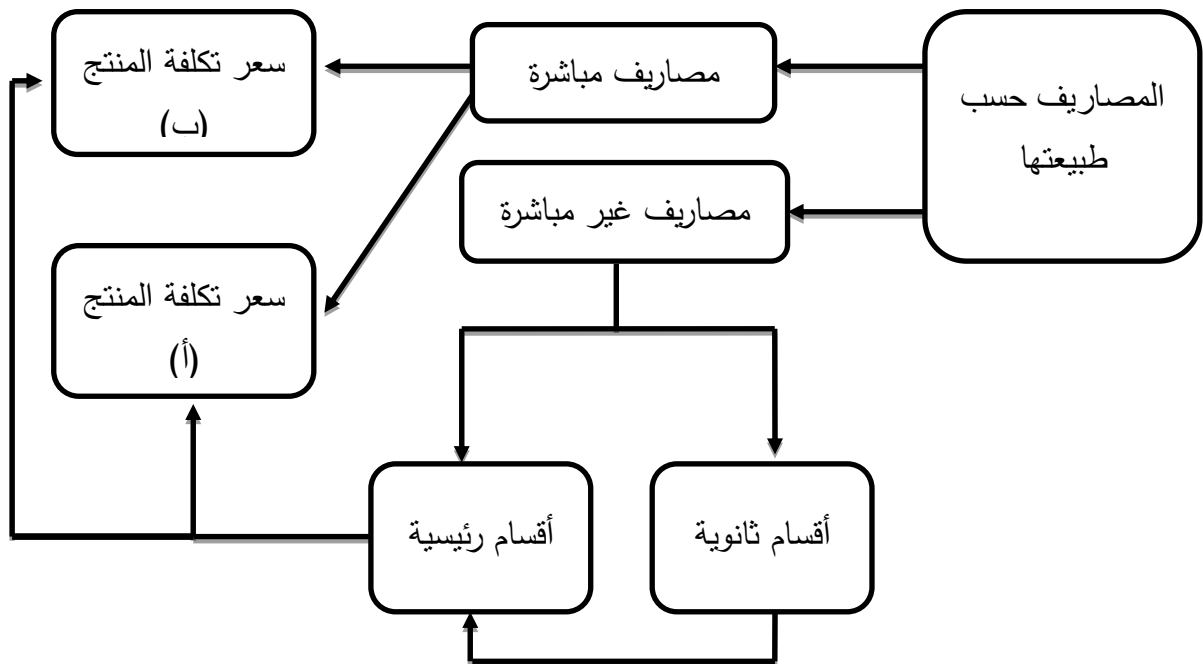 المصاريف حسب
طبيعتها
مصاريف مباشرة
مصاريف غير مباشرة
سعر تكلفة المنتج
(ب)
سعر تكلفة المنتج
(أ)
أقسام ثانوية
أقسام رئيسية